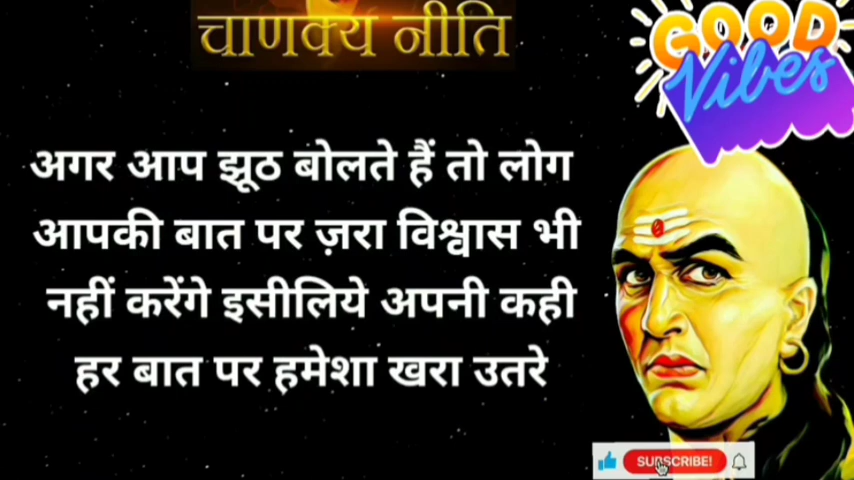 चाणक्य नीति
GOOD
Vibes
अगर आप झूठ बोलते हैं तो लोग
आपकी बात पर ज़रा विश्वास भी
नहीं करेंगे इसीलिये अपनी कही
हर बात पर हमेशा खरा उतरे
SUBSCRIBE!